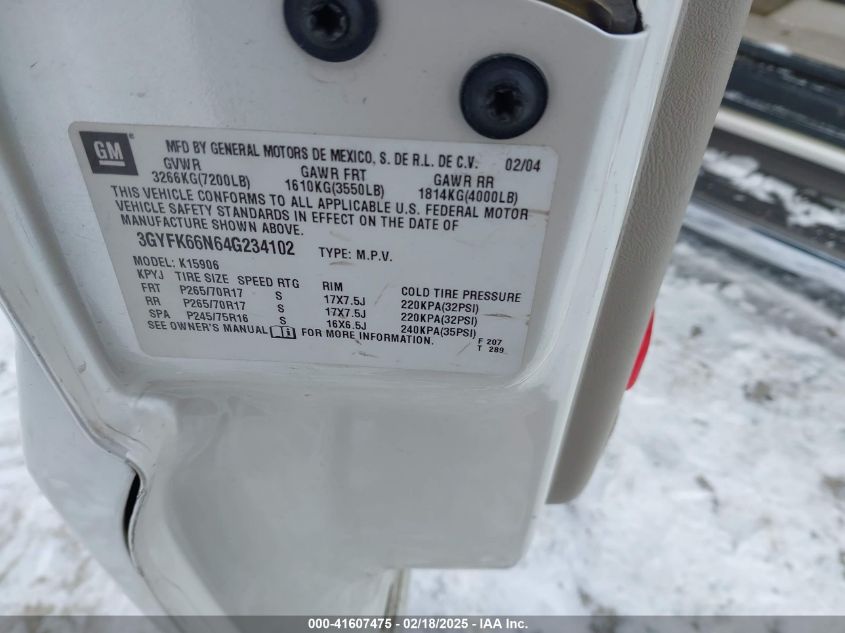 GM
MFD BY GENERAL MOTORS DE MEXICO, S. DE R.L. DE C.V. 02/04
GVWR GAWR FRT GAWR RR
3266KG(7200LB) 1610KG(3550LB) 1814KG(4000LB)
THIS VEHICLE CONFORMS TO ALL APPLICABLE U.S. FEDERAL MOTOR
VEHICLE SAFETY STANDARDS IN EFFECT ON THE DATE OF
MANUFACTURE SHOWN ABOVE.
3GYFK66N64G234102 TYPE: M.P.V.
MODEL: K15906
KPYJ TIRE SIZE SPEED RTG RIM COLD TIRE PRESSURE
FRT P265/70R17 S 17X7.5J 220KPA(32PSI)
RR P265/70R17 S 17X7.5J 220KPA(32PSI)
SPA P245/75R16 S 16X6.5J 240KPA(35PSI)
SEE OWNER'S MANUAL FOR MORE INFORMATION.
F 207
T 289
000-41607475 - 02/18/2025 - IAA Inc.